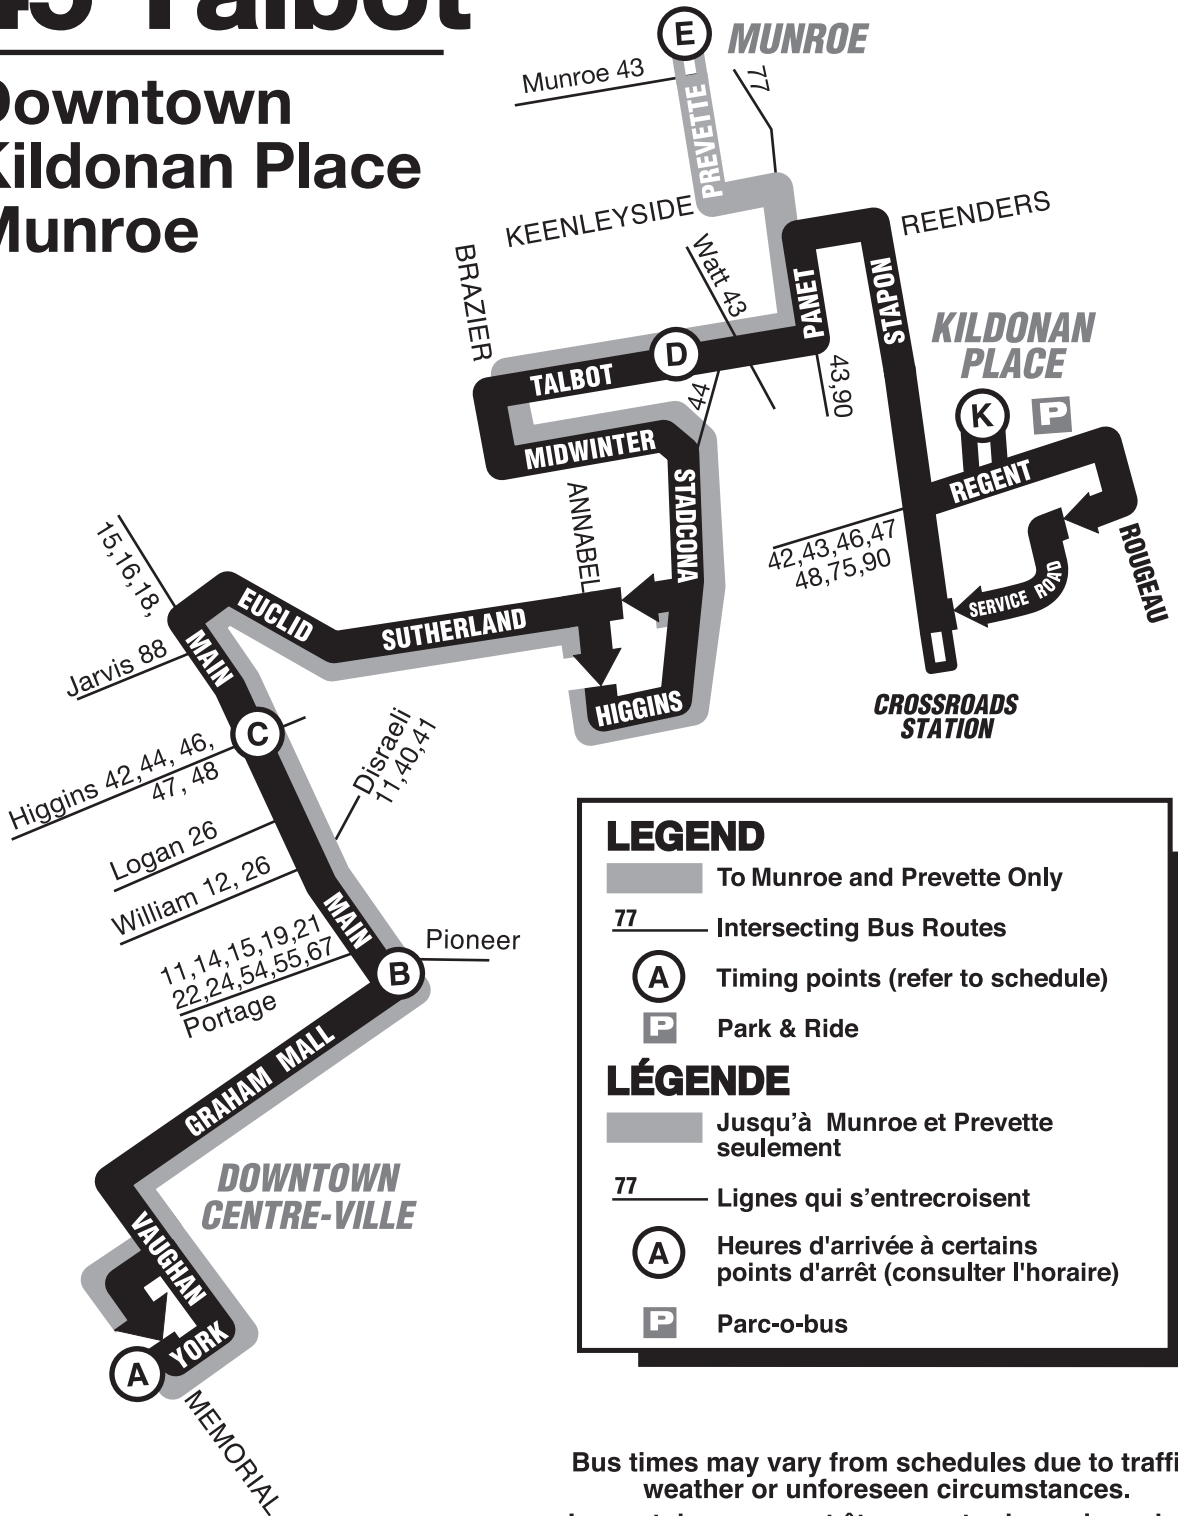 45 Talbot
Downtown
Kildonan Place
Munroe
E
MUNROE
Munroe 43
77
PREVETTE
KEENLEYSIDE
REENDERS
BRAZIER
Watt 43
PANET
STAPON
KILDONAN
PLACE
D
TALBOT
44
43,90
K
P
MIDWINTER
REGENT
STADCONA
ANNABEL
42,43,46,47
48,75,90
ROUGEAU
SERVICE ROAD
15,16,18,
EUCLID
SUTHERLAND
MAIN
Jarvis 88
HIGGINS
CROSSROADS
STATION
C
Higgins 42,44, 46,
47, 48
Disraeli
11,40,41
Logan 26
William 12, 26
MAIN
11,14,15,19,21
22,24,54,55,67
Portage
B
Pioneer
GRAHAM MALL
DOWNTOWN
CENTRE-VILLE
VAUGHAN
YORK
A
MEMORIAL
LEGEND
To Munroe and Prevette Only
77 Intersecting Bus Routes
A Timing points (refer to schedule)
P Park & Ride
LÉGENDE
Jusqu'à Munroe et Prevette
seulement
77 Lignes qui s'entrecroisent
A Heures d'arrivée à certains
points d'arrêt (consulter l'horaire)
P Parc-o-bus
Bus times may vary from schedules due to traffi
weather or unforeseen circumstances.